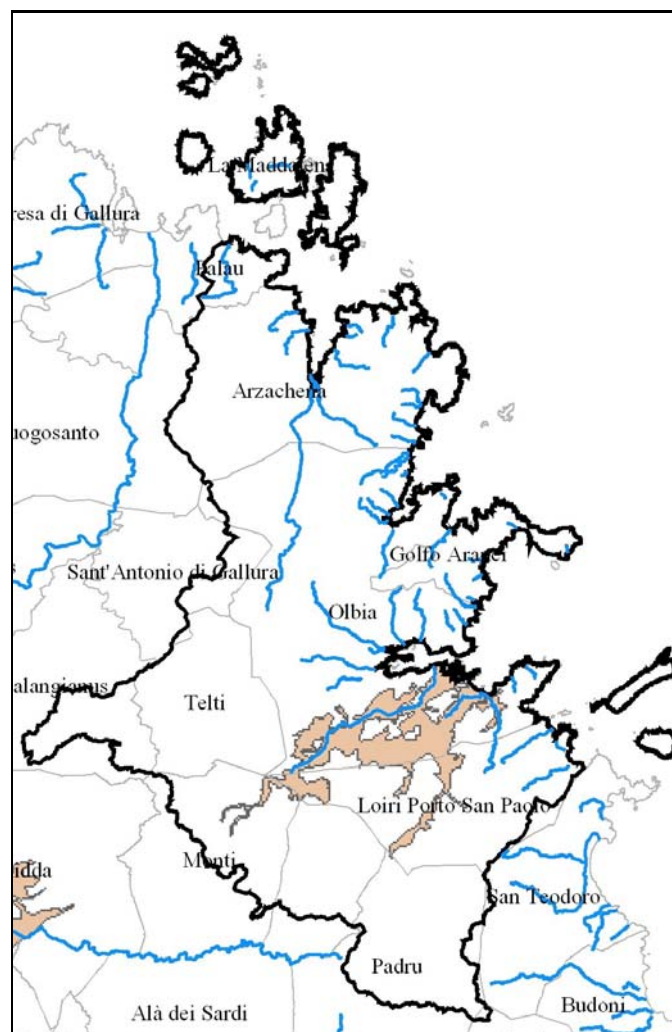 La Maddalena
resa di Gallura
Palau
Arzachena
uogosanto
Golfo Aranci
Sant'Antonio di Gallura
Olbia
alangianus
Telti
Loiri Porto San Paolo
Monti
idda
San Teodoro
Padru
Alà dei Sardi
Budoni